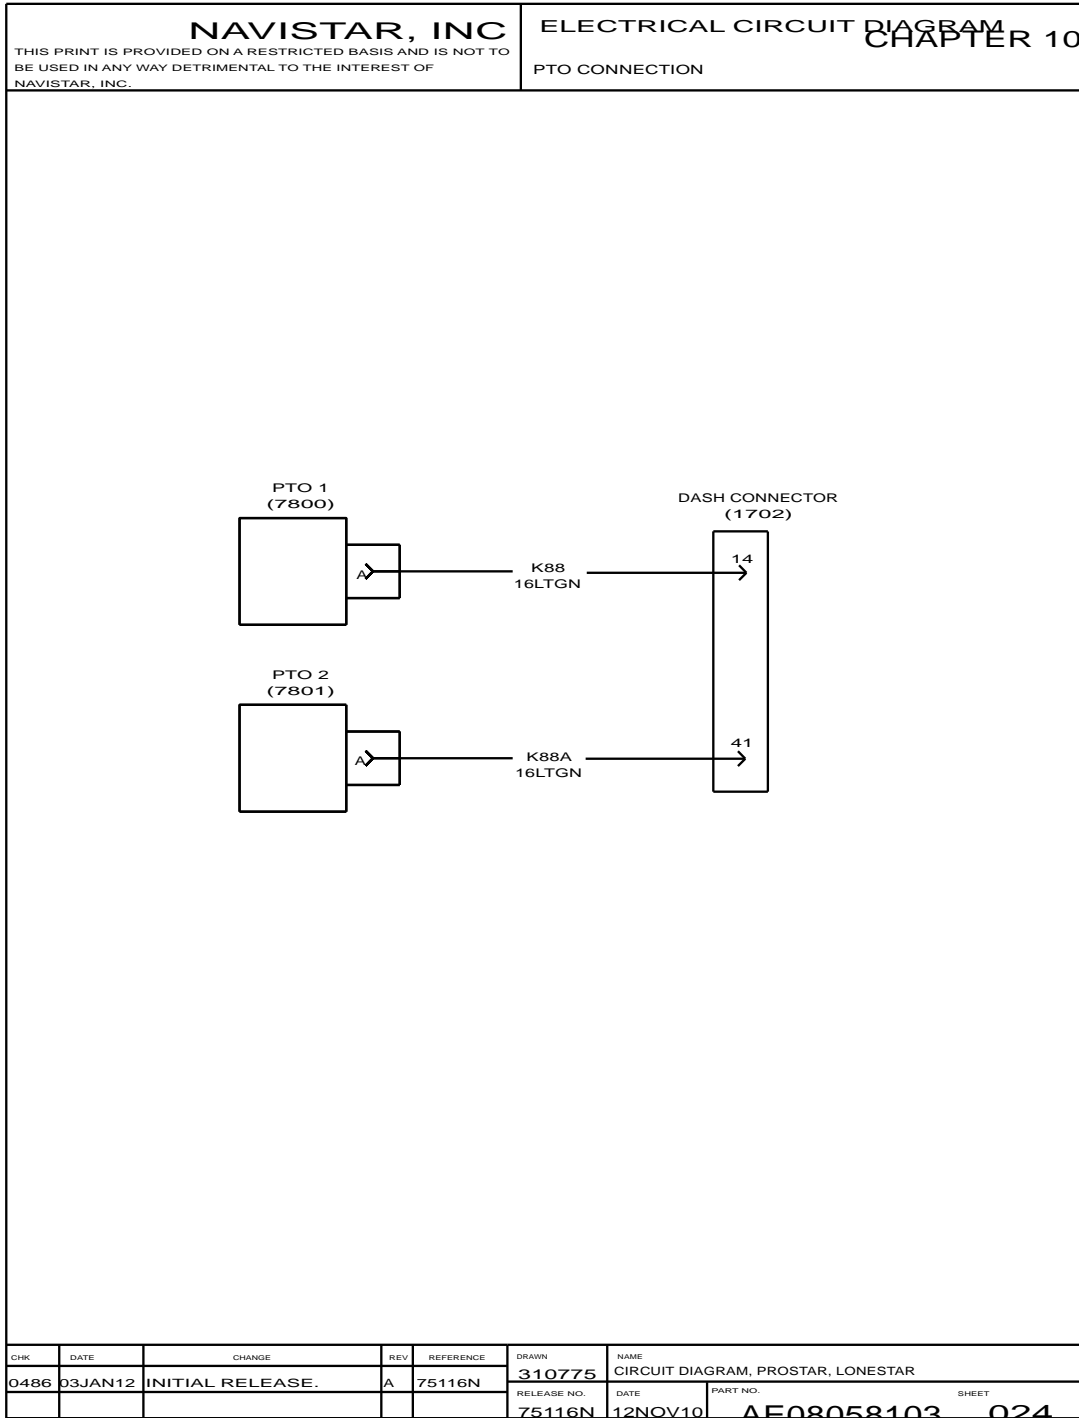 NAVISTAR, INC
THIS PRINT IS PROVIDED ON A RESTRICTED BASIS AND IS NOT TO
BE USED IN ANY WAY DETRIMENTAL TO THE INTEREST OF
NAVISTAR, INC.
ELECTRICAL CIRCUIT DIAGRAM
CHAPTER 10
PTO CONNECTION
PTO 1
(7800)
A
K88
16LTGN
DASH CONNECTOR
(1702)
14
PTO 2
(7801)
A
K88A
16LTGN
41
CHK DATE CHANGE REV REFERENCE
0486 03JAN12 INITIAL RELEASE. A 75116N
DRAWN
310775
NAME
CIRCUIT DIAGRAM, PROSTAR, LONESTAR
RELEASE NO.
75116N
DATE
12NOV10
PART NO.
AE08058103
SHEET
024